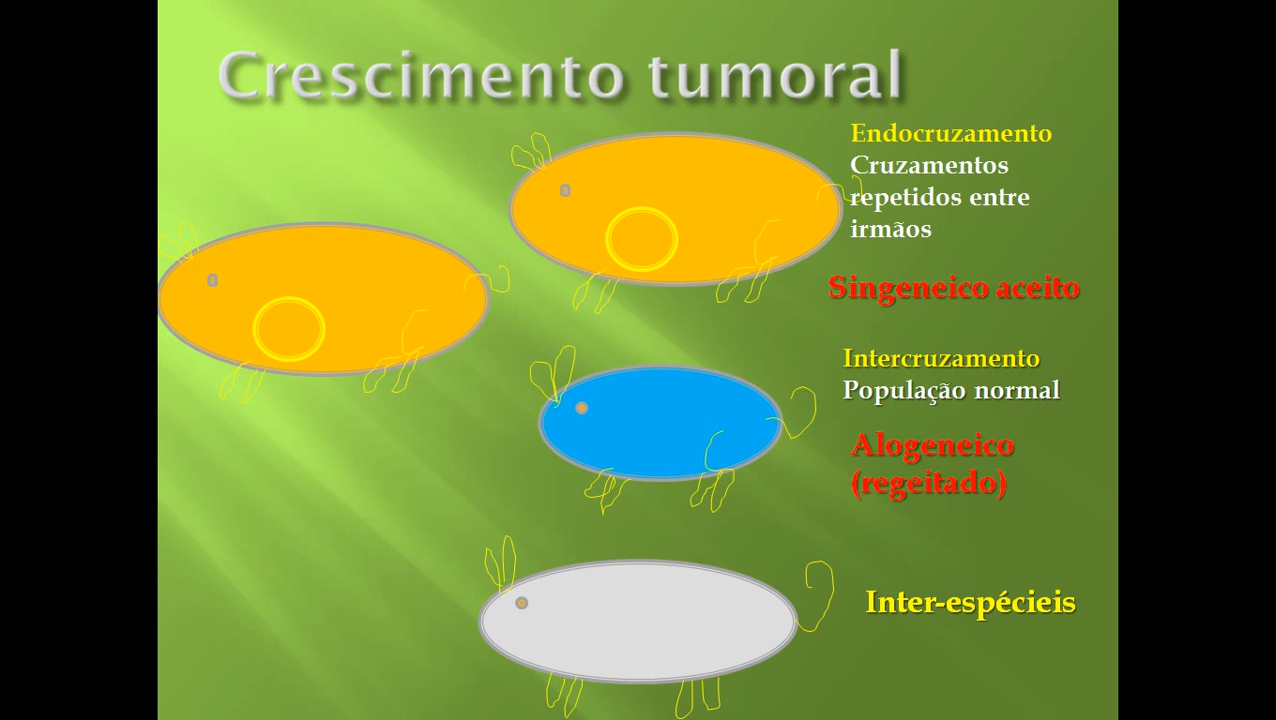 Crescimento tumoral
Endocruzamento
Cruzamentos
repetidos entre
irmãos
Singeneico aceito
Intercruzamento
População normal
Alogeneico
(regeitado)
Inter-espécieis